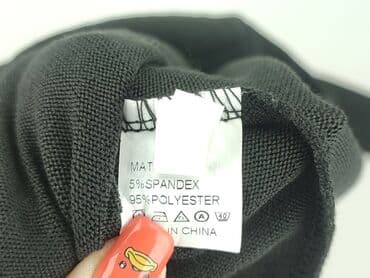 MAT
5%SPANDEX
95%POLYESTER
IN CHINA